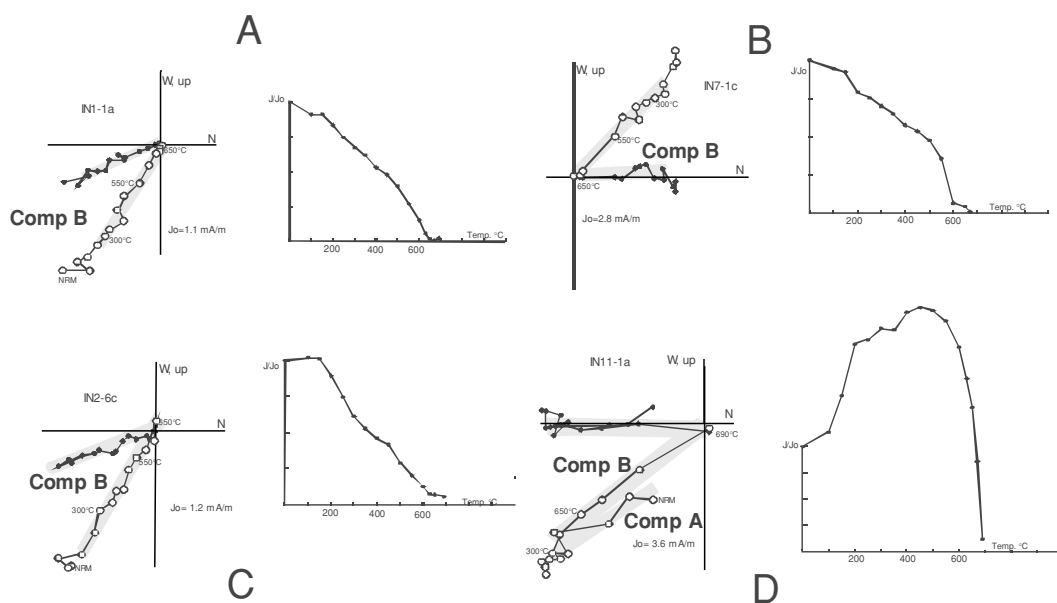 A
W, up
IN1-1a
N
650°C
550°C
Comp B
300°C
Jo=1.1 mA/m
NRM
J/Jo
Temp. °C
200
400
600
B
W, up
IN7-1c
300°C
550°C
Comp B
N
650°C
Jo=2.8 mA/m
J/Jo
Temp. °C
200
400
600
W, up
IN2-6c
650°C
N
550°C
Comp B
300°C
Jo= 1.2 mA/m
NRM
J/Jo
Temp. °C
200
400
600
C
W, up
IN11-1a
N
690°C
Comp B
NRM
650°C
Comp A
Jo= 3.6 mA/m
300°C
J/Jo
Temp. °C
200
400
600
D